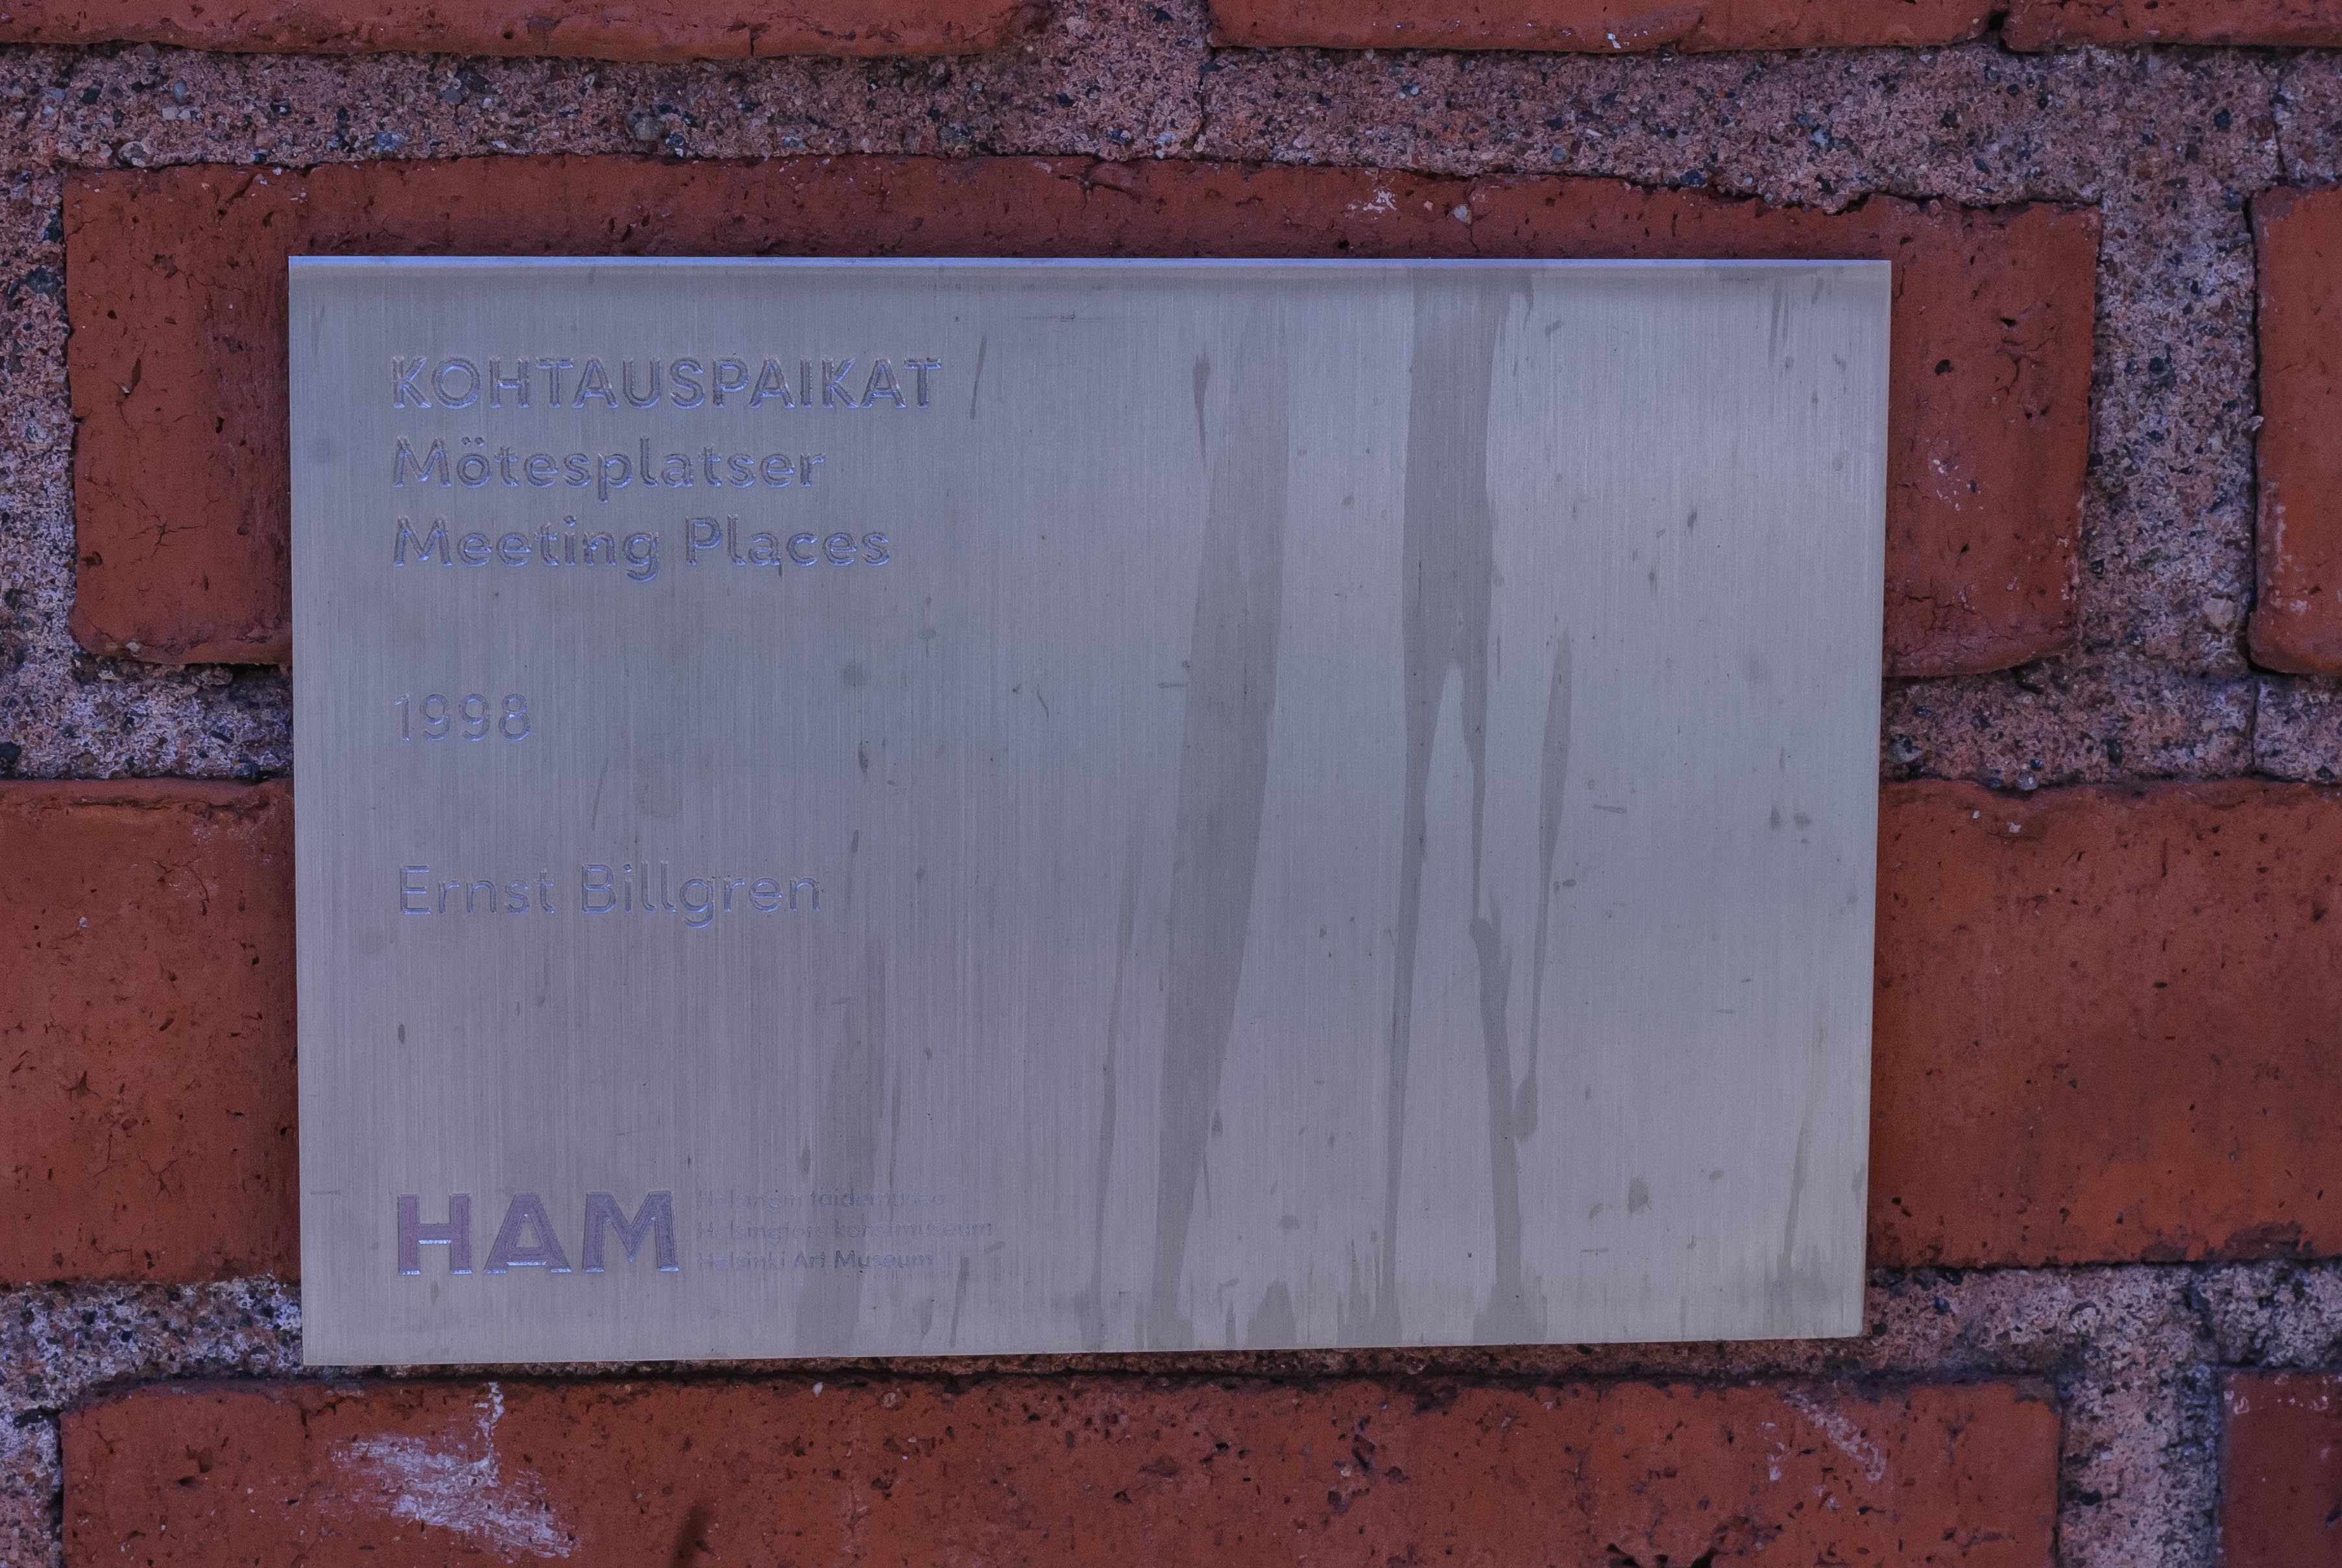 KOHTAUSPAIKAT
Mötesplatser
Meeting Places
1998
Ernst Billgren
HAM
Helsingin taidemuseo
Helsingfors konstmuseum
Helsinki Art Museum